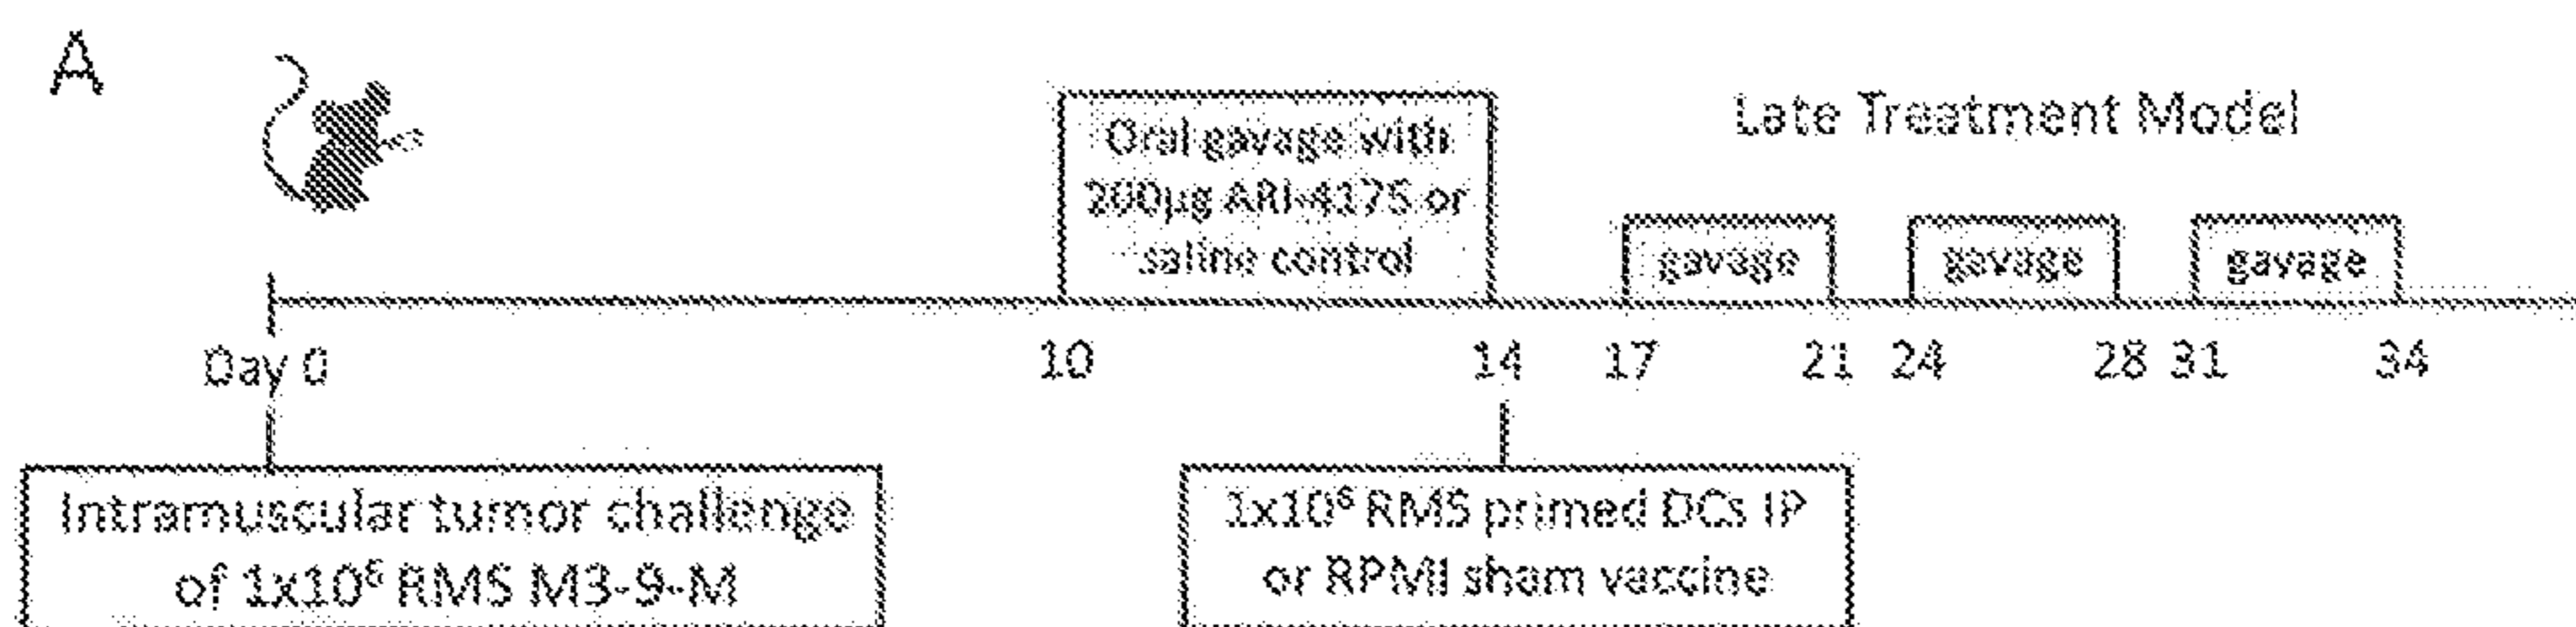 A
Late Treatment Model
Oral gavage with
200µg ARI-4175 or
saline control
gavage
gavage
gavage
Day 0
10
14
17
21
24
28
31
34
Intramuscular tumor challenge
of 1x10⁶ RMS M3-9-M
1x10⁶ RMS primed DCs IP
or RPMI sham vaccine